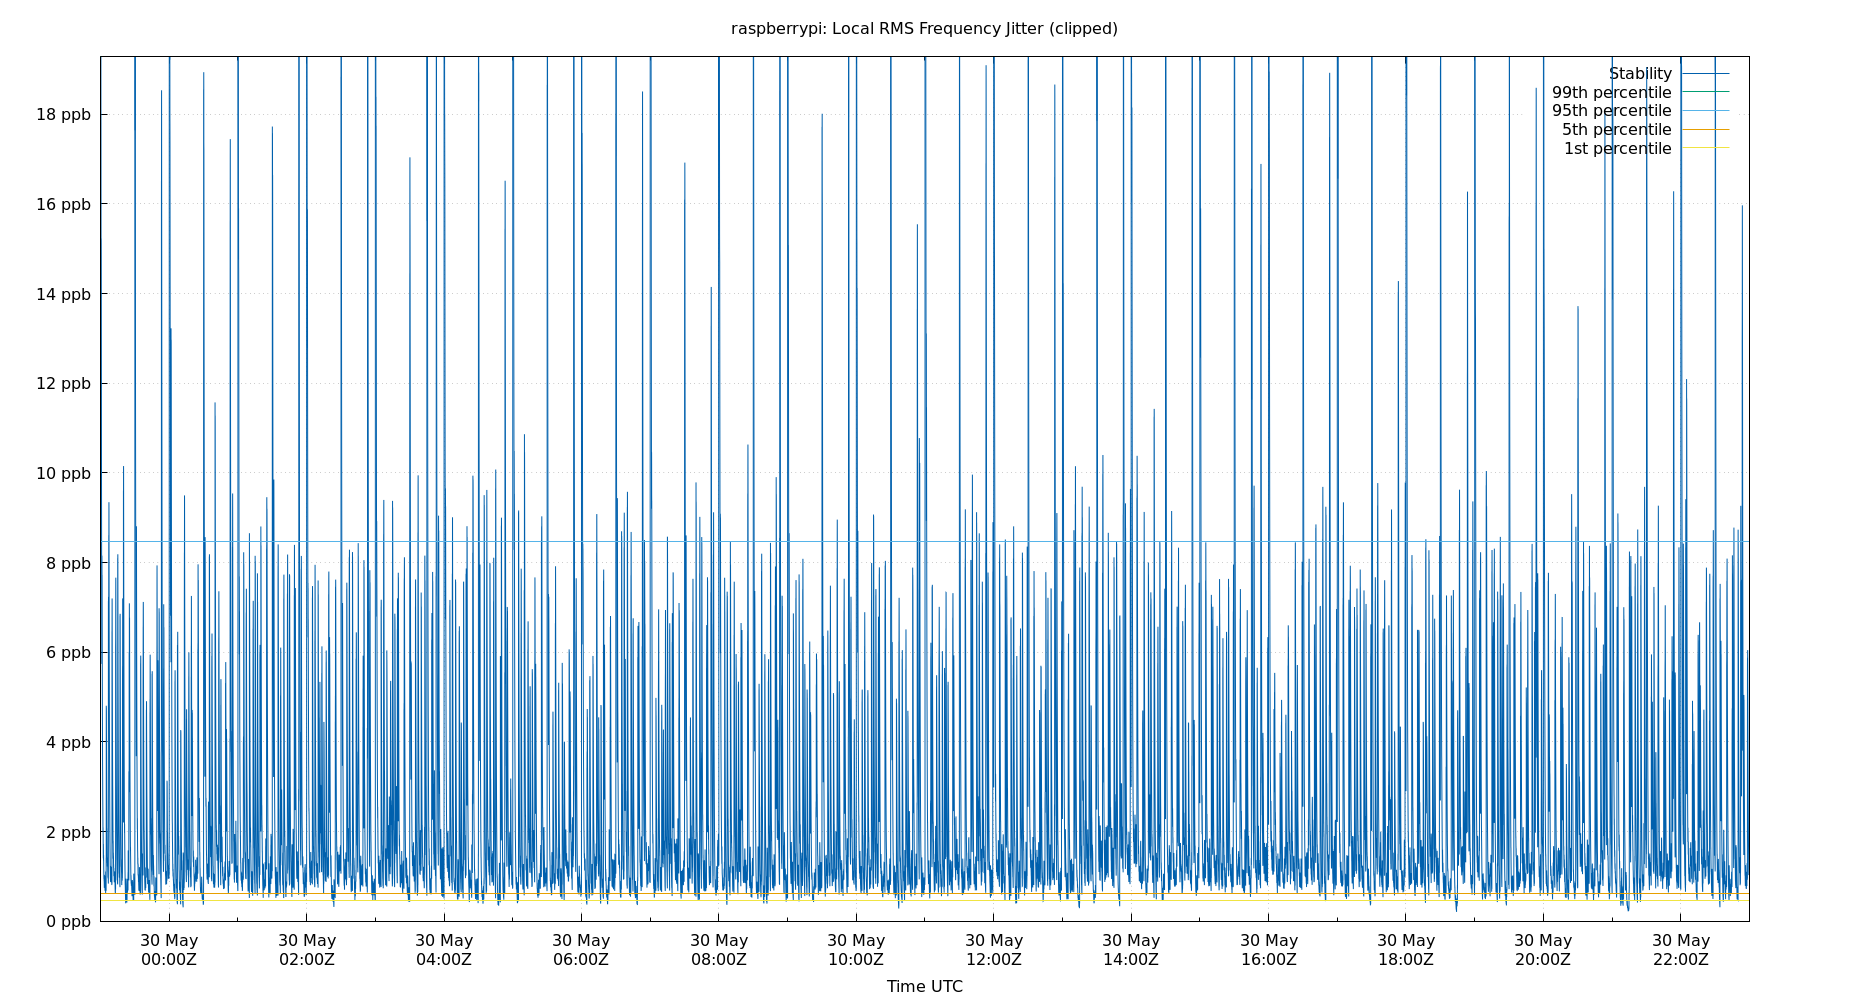 raspberrypi: Local RMS Frequency Jitter (clipped)
Stability
99th percentile
95th percentile
5th percentile
1st percentile
18 ppb
16 ppb
14 ppb
12 ppb
10 ppb
8 ppb
6 ppb
4 ppb
2 ppb
0 ppb
30 May 30 May 30 May 30 May 30 May 30 May 30 May 30 May 30 May 30 May 30 May 30 May
00:00Z 02:00Z 04:00Z 06:00Z 08:00Z 10:00Z 12:00Z 14:00Z 16:00Z 18:00Z 20:00Z 22:00Z
Time UTC